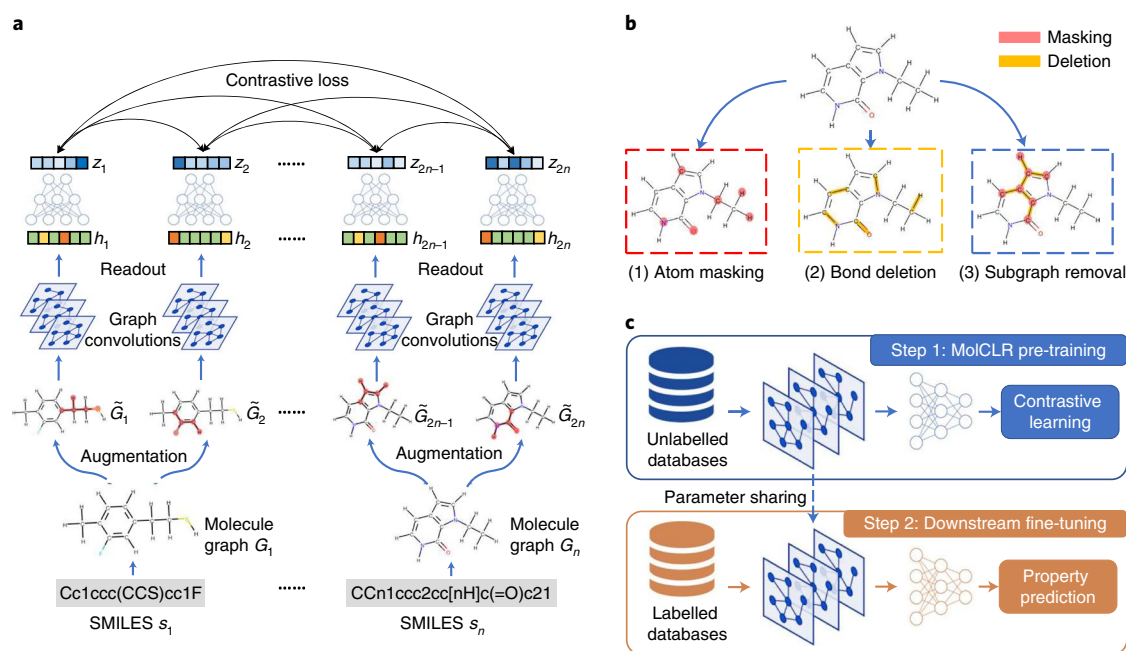 a
Contrastive loss
z1
z2
......
z2n–1
z2n
h1
h2
......
h2n–1
h2n
Readout
Readout
Graph
convolutions
Graph
convolutions
G̃1
G̃2
......
G̃2n–1
G̃2n
Augmentation
Augmentation
Molecule
graph G1
Molecule
graph Gn
Cc1ccc(CCS)cc1F
......
CCn1ccc2cc[nH]c(=O)c21
SMILES s1
SMILES sn
b
Masking
Deletion
(1) Atom masking
(2) Bond deletion
(3) Subgraph removal
c
Step 1: MolCLR pre-training
Unlabelled
databases
Contrastive
learning
Parameter sharing
Step 2: Downstream fine-tuning
Labelled
databases
Property
prediction